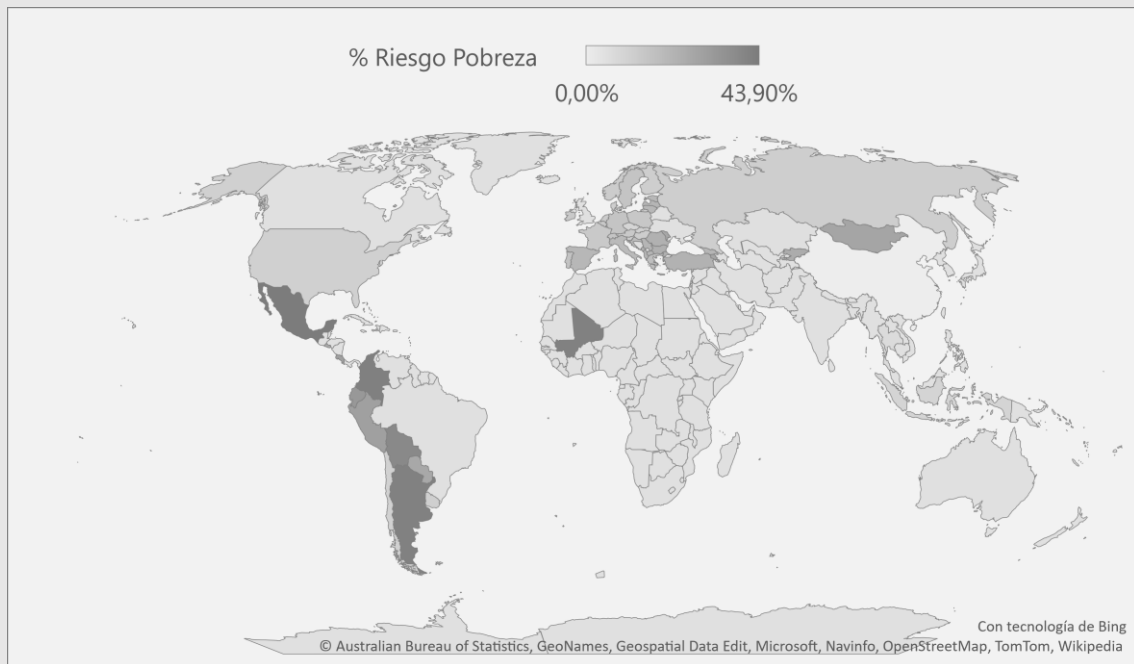 % Riesgo Pobreza
0,00% 43,90%
Con tecnología de Bing
© Australian Bureau of Statistics, GeoNames, Geospatial Data Edit, Microsoft, Navinfo, OpenStreetMap, TomTom, Wikipedia